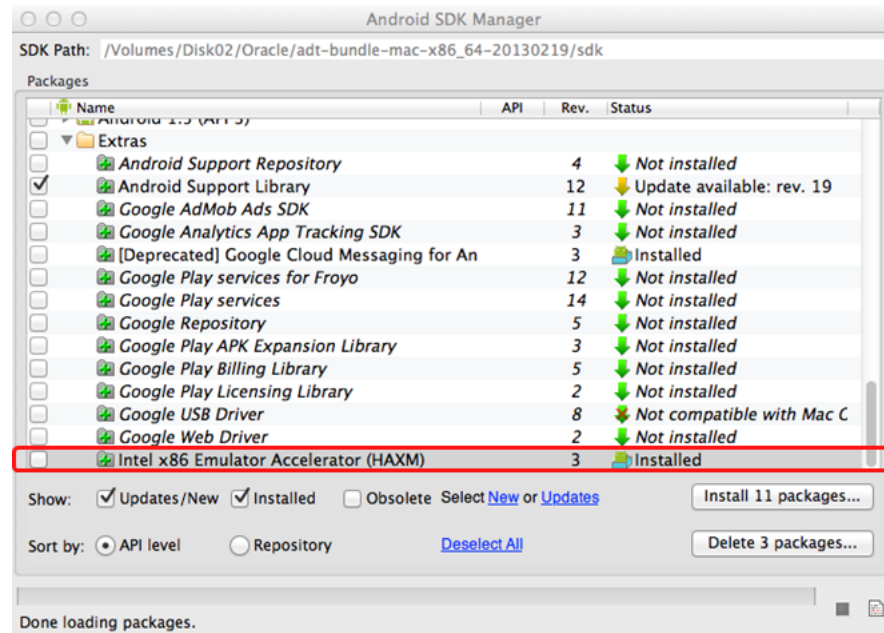 Android SDK Manager
SDK Path: /Volumes/Disk02/Oracle/adt-bundle-mac-x86_64-20130219/sdk
Packages
Name API Rev. Status
Android 1.5 (API 3)
Extras
Android Support Repository 4 Not installed
Android Support Library 12 Update available: rev. 19
Google AdMob Ads SDK 11 Not installed
Google Analytics App Tracking SDK 3 Not installed
[Deprecated] Google Cloud Messaging for An 3 Installed
Google Play services for Froyo 12 Not installed
Google Play services 14 Not installed
Google Repository 5 Not installed
Google Play APK Expansion Library 3 Not installed
Google Play Billing Library 5 Not installed
Google Play Licensing Library 2 Not installed
Google USB Driver 8 Not compatible with Mac O
Google Web Driver 2 Not installed
Intel x86 Emulator Accelerator (HAXM) 3 Installed
Show: Updates/New Installed Obsolete Select New or Updates Install 11 packages...
Sort by: API level Repository Deselect All Delete 3 packages...
Done loading packages.